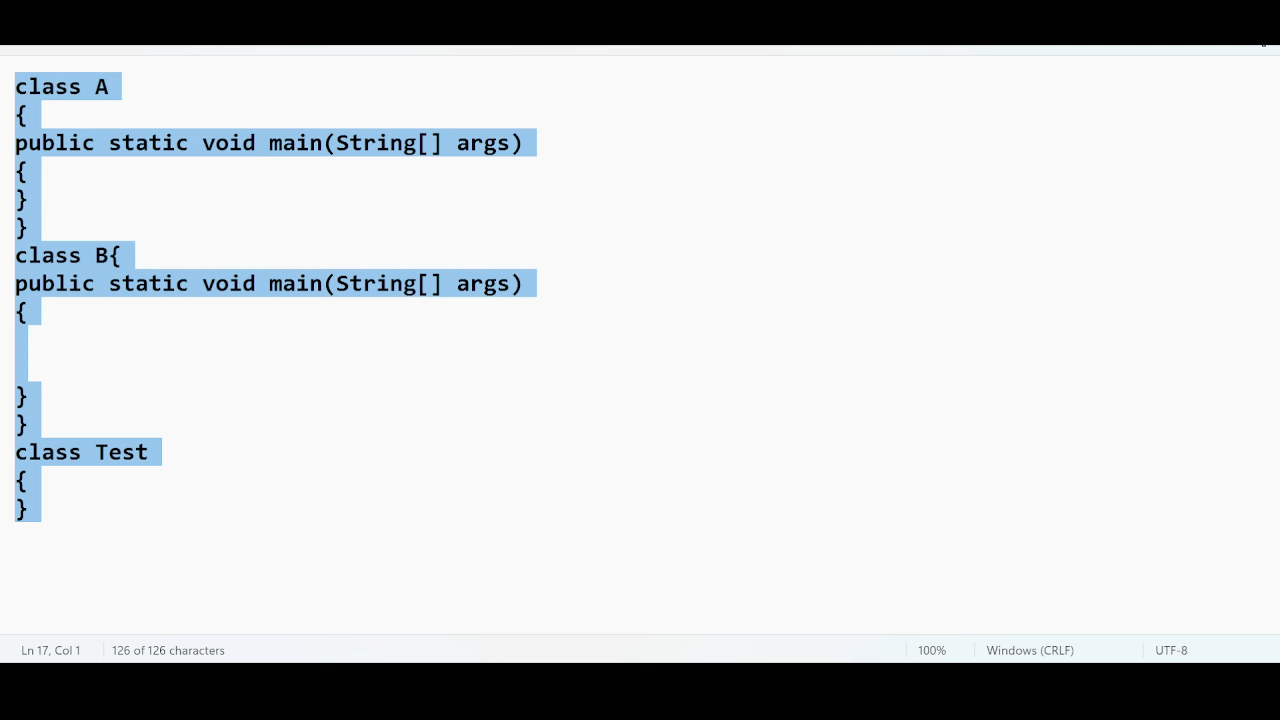 class A
{
public static void main(String[] args)
{
}
}
class B{
public static void main(String[] args)
{
}
}
class Test
{
}
Ln 17, Col 1
126 of 126 characters
100%
Windows (CRLF)
UTF-8